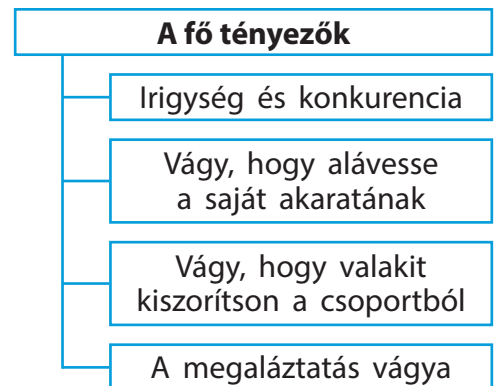 A fő tényezők
Irigység és konkurencia
Vágy, hogy alávesse
a saját akaratának
Vágy, hogy valakit
kiszorítson a csoportból
A megaláztatás vágya